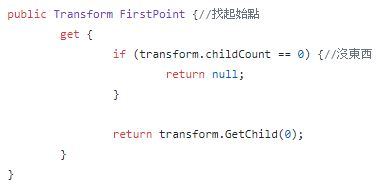 public Transform FirstPoint {//找起始點
get {
if (transform.childCount == 0) {//沒東西
return null;
}
return transform.GetChild(0);
}
}